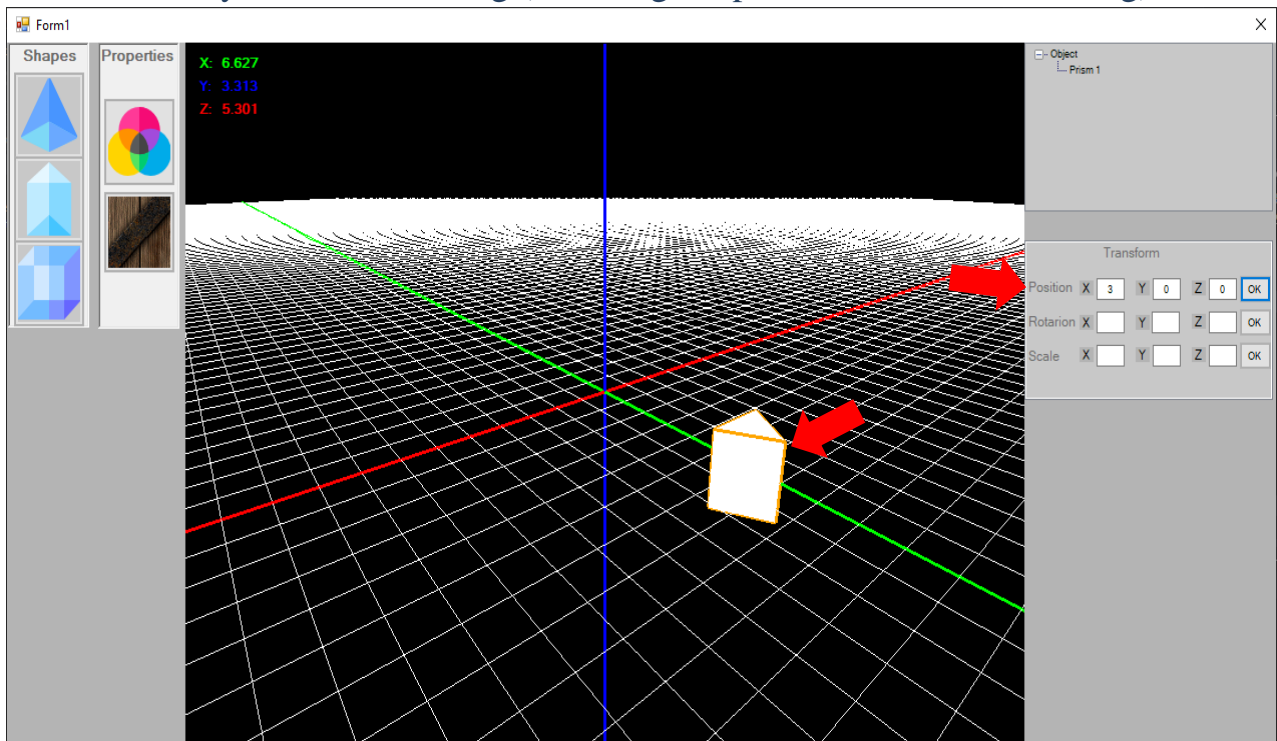 Form1
Shapes
Properties
X: 6.627
Y: 3.313
Z: 5.301
Object
Prism 1
Transform
Position X 3 Y 0 Z 0 OK
Rotarion X Y Z OK
Scale X Y Z OK